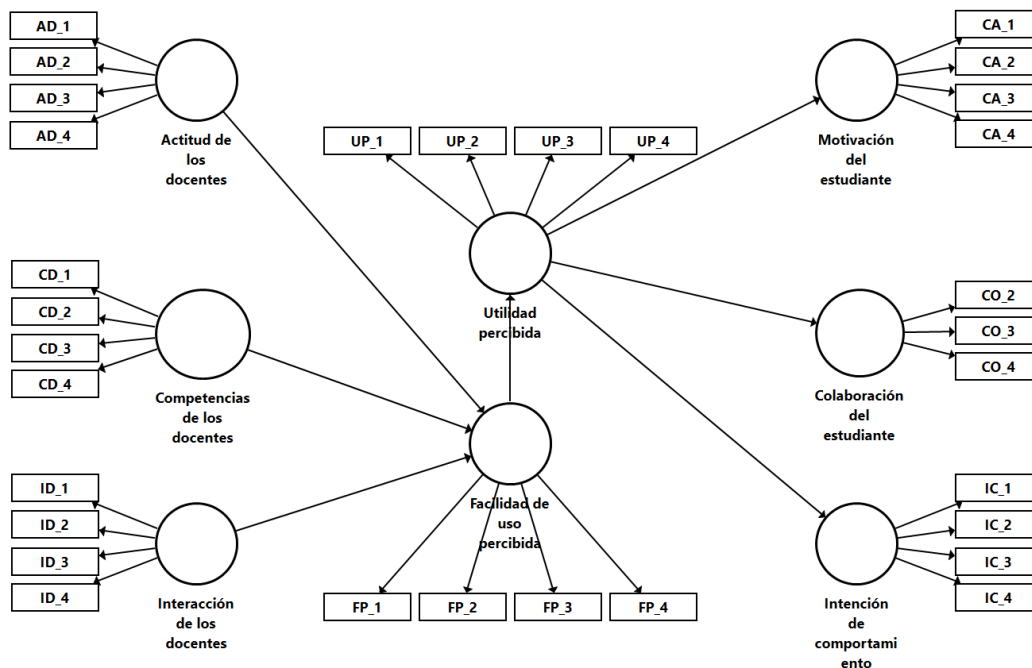 AD_1
AD_2
AD_3
AD_4
Actitud de
los
docentes
CD_1
CD_2
CD_3
CD_4
Competencias
de los
docentes
ID_1
ID_2
ID_3
ID_4
Interacción
de los
docentes
UP_1
UP_2
UP_3
UP_4
Utilidad
percibida
Facilidad de
uso
percibida
FP_1
FP_2
FP_3
FP_4
CA_1
CA_2
CA_3
CA_4
Motivación
del
estudiante
CO_2
CO_3
CO_4
Colaboración
del
estudiante
IC_1
IC_2
IC_3
IC_4
Intención
de
comportami
ento